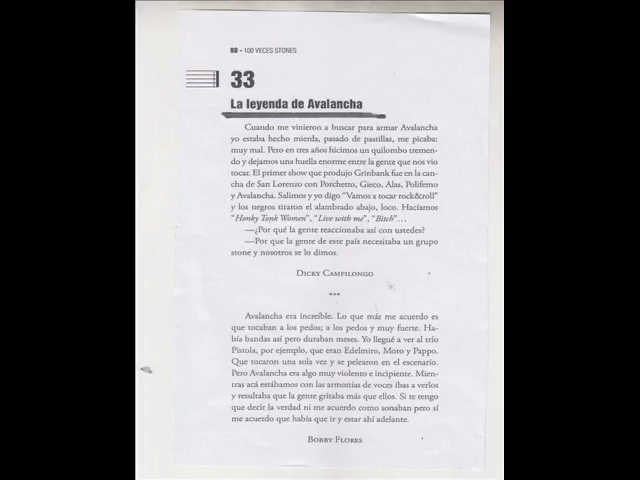 88 • 100 VECES STONES
33
La leyenda de Avalancha
Cuando me vinieron a buscar para armar Avalancha
yo estaba hecho mierda, pasado de pastillas, me picaba:
muy mal. Pero en tres años hicimos un quilombo tremen-
do y dejamos una huella enorme entre la gente que nos vio
tocar. El primer show que produjo Grinbank fue en la can-
cha de San Lorenzo con Porchetto, Gieco, Alas, Polifemo
y Avalancha. Salimos y yo digo “Vamos a tocar rock&roll”
y los negros tiraron el alambrado abajo, loco. Hacíamos
“Honky Tonk Women”, “Live with me”, “Bitch”…
—¿Por qué la gente reaccionaba así con ustedes?
—Por que la gente de este país necesitaba un grupo
stone y nosotros se lo dimos.
DICKY CAMPILONGO
***
Avalancha era increíble. Lo que más me acuerdo es
que tocaban a los pedos; a los pedos y muy fuerte. Ha-
bía bandas así pero duraban meses. Yo llegué a ver al trío
Pistola, por ejemplo, que eran Edelmiro, Moro y Pappo.
Que tocaron una sola vez y se pelearon en el escenario.
Pero Avalancha era algo muy violento e incipiente. Mien-
tras acá estábamos con las armonías de voces ibas a verlos
y resultaba que la gente gritaba más que ellos. Si te tengo
que decir la verdad ni me acuerdo como sonaban pero sí
me acuerdo que había que ir y estar ahí adelante.
BOBBY FLORES